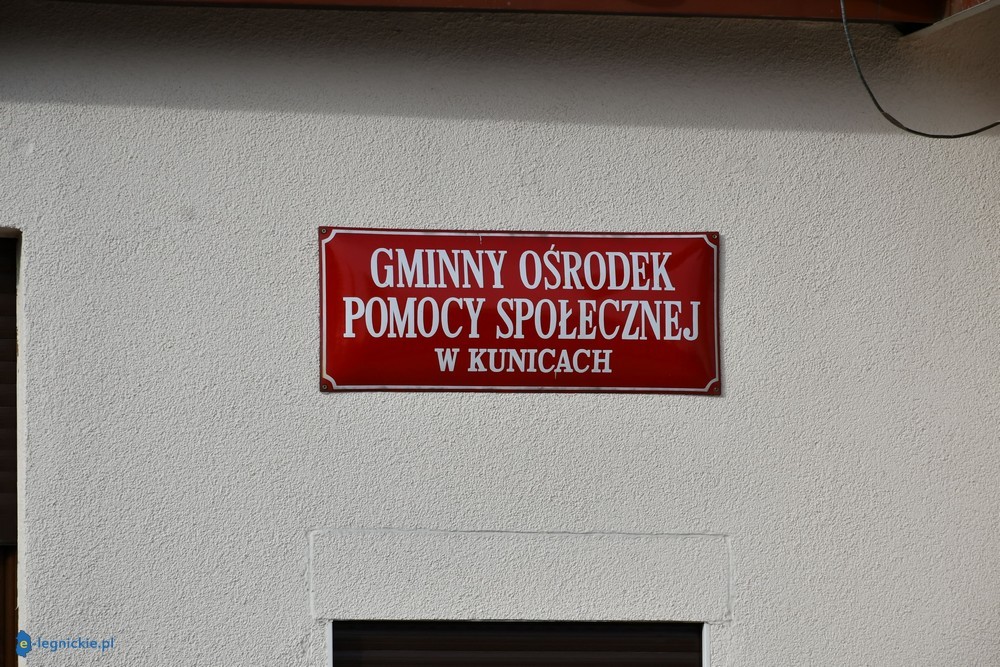 GMINNY OŚRODEK
POMOCY SPOŁECZNEJ
W KUNICACH
e-legnickie.pl